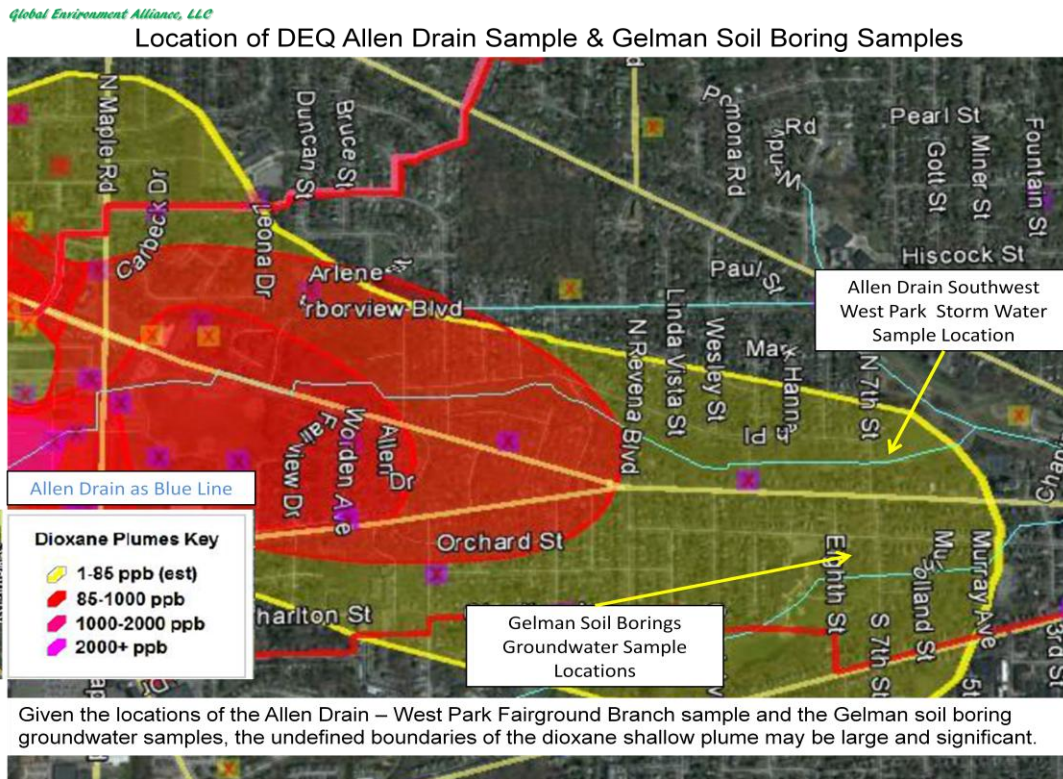 Global Environment Alliance, LLC
Location of DEQ Allen Drain Sample & Gelman Soil Boring Samples
N Maple Rd
Carbeck Dr
Leona Dr
Duncan St
Bruce St
Arlene St
rborview Blvd
Pomona Rd
Wendy Rd
Pearl St
Gott St
Miner St
Fountain St
Hiscock St
Paul St
Allen Drain Southwest
West Park Storm Water
Sample Location
N Revena Blvd
Linda Vista St
Wesley St
Mark Hanna
Pl
N 7th St
Fairview Dr
Worden Ave
Allen Dr
Orchard St
Allen Drain as Blue Line
Dioxane Plumes Key
1-85 ppb (est)
85-1000 ppb
1000-2000 ppb
2000+ ppb
harlton St
Gelman Soil Borings
Groundwater Sample
Locations
Eighth St
S 7th St
Mulholland St
Murray Ave
5t
3rd St
Given the locations of the Allen Drain – West Park Fairground Branch sample and the Gelman soil boring
groundwater samples, the undefined boundaries of the dioxane shallow plume may be large and significant.